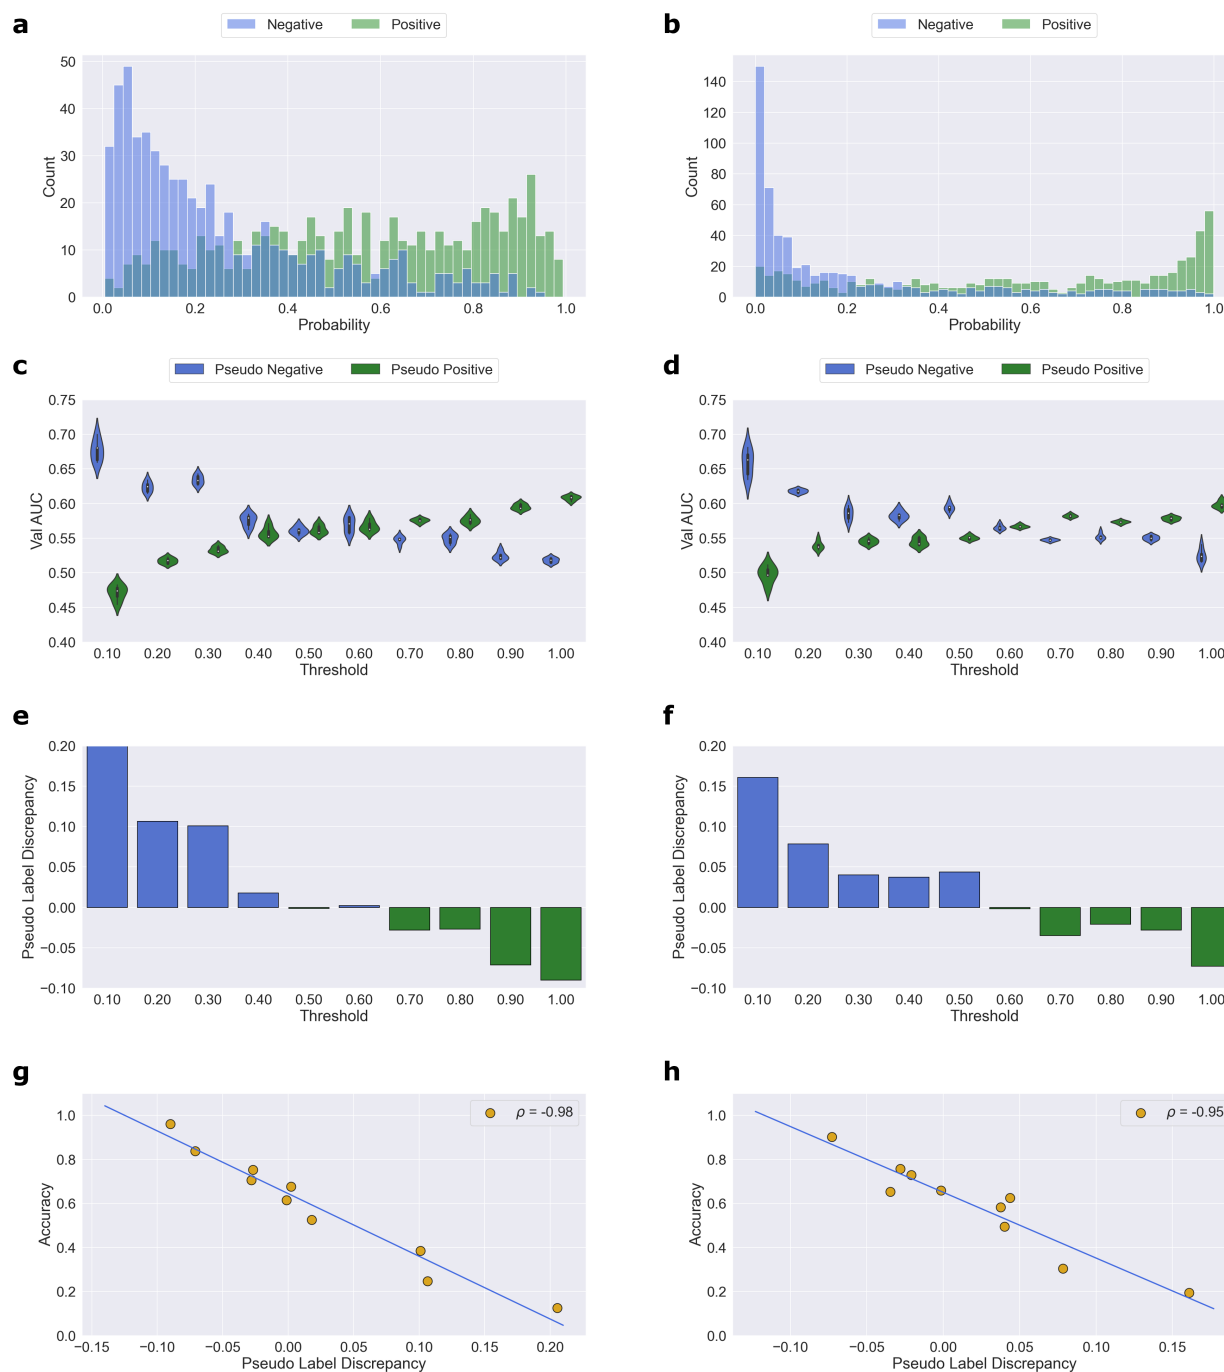 a
Negative Positive
50
40
30
20
10
0
Count
0.0 0.2 0.4 0.6 0.8 1.0
Probability
b
Negative Positive
140
120
100
80
60
40
20
0
Count
0.0 0.2 0.4 0.6 0.8 1.0
Probability
c
Pseudo Negative Pseudo Positive
0.75
0.70
0.65
0.60
0.55
0.50
0.45
0.40
Val AUC
0.10 0.20 0.30 0.40 0.50 0.60 0.70 0.80 0.90 1.00
Threshold
d
Pseudo Negative Pseudo Positive
0.75
0.70
0.65
0.60
0.55
0.50
0.45
0.40
Val AUC
0.10 0.20 0.30 0.40 0.50 0.60 0.70 0.80 0.90 1.00
Threshold
e
0.20
0.15
0.10
0.05
0.00
−0.05
−0.10
Pseudo Label Discrepancy
0.10 0.20 0.30 0.40 0.50 0.60 0.70 0.80 0.90 1.00
Threshold
f
0.20
0.15
0.10
0.05
0.00
−0.05
−0.10
Pseudo Label Discrepancy
0.10 0.20 0.30 0.40 0.50 0.60 0.70 0.80 0.90 1.00
Threshold
g
ρ = -0.98
1.0
0.8
0.6
0.4
0.2
0.0
Accuracy
−0.15 −0.10 −0.05 0.00 0.05 0.10 0.15 0.20
Pseudo Label Discrepancy
h
ρ = -0.95
1.0
0.8
0.6
0.4
0.2
0.0
Accuracy
−0.10 −0.05 0.00 0.05 0.10 0.15
Pseudo Label Discrepancy